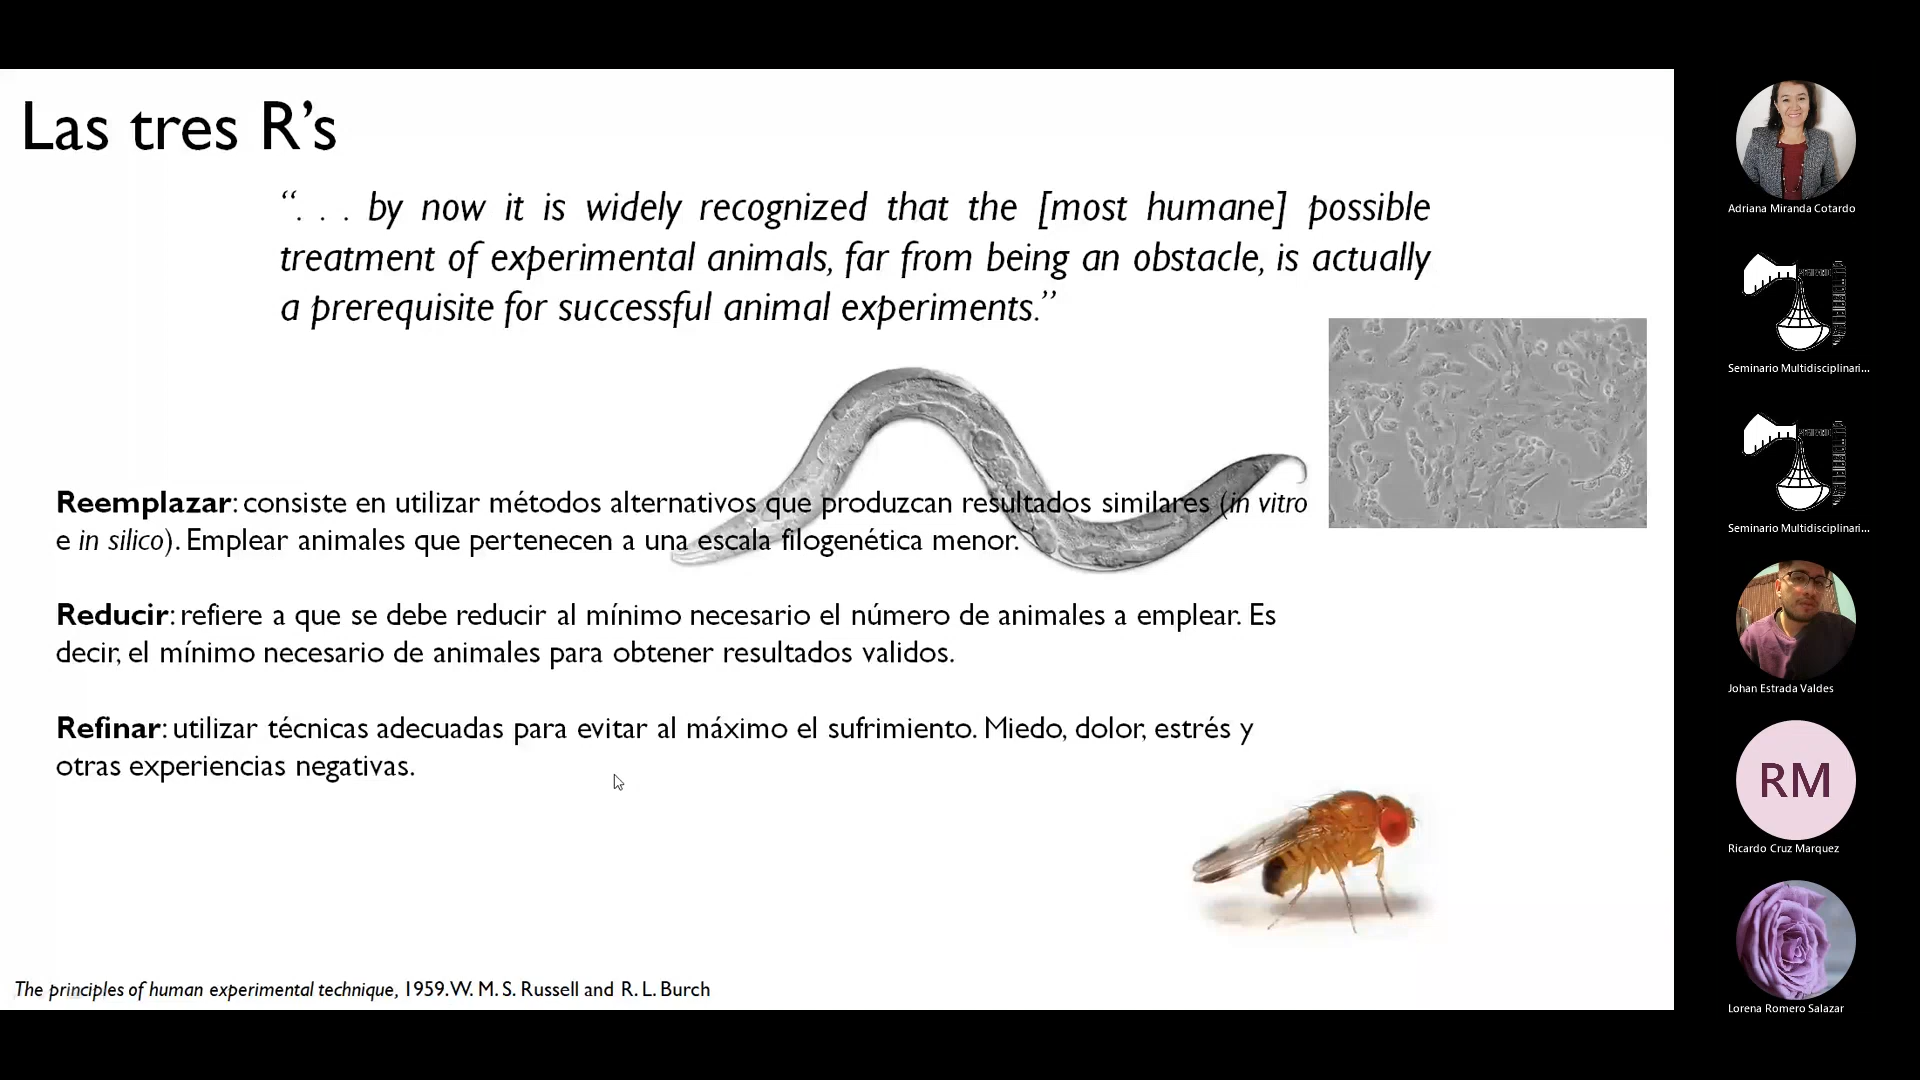 Las tres R’s
“. . . by now it is widely recognized that the [most humane] possible
treatment of experimental animals, far from being an obstacle, is actually
a prerequisite for successful animal experiments.”
Reemplazar: consiste en utilizar métodos alternativos que produzcan resultados similares (in vitro
e in silico). Emplear animales que pertenecen a una escala filogenética menor.
Reducir: refiere a que se debe reducir al mínimo necesario el número de animales a emplear. Es
decir, el mínimo necesario de animales para obtener resultados validos.
Refinar: utilizar técnicas adecuadas para evitar al máximo el sufrimiento. Miedo, dolor, estrés y
otras experiencias negativas.
The principles of human experimental technique, 1959. W. M. S. Russell and R. L. Burch
Adriana Miranda Cotardo
Seminario Multidisciplinari...
Seminario Multidisciplinari...
Johan Estrada Valdes
RM
Ricardo Cruz Marquez
Lorena Romero Salazar